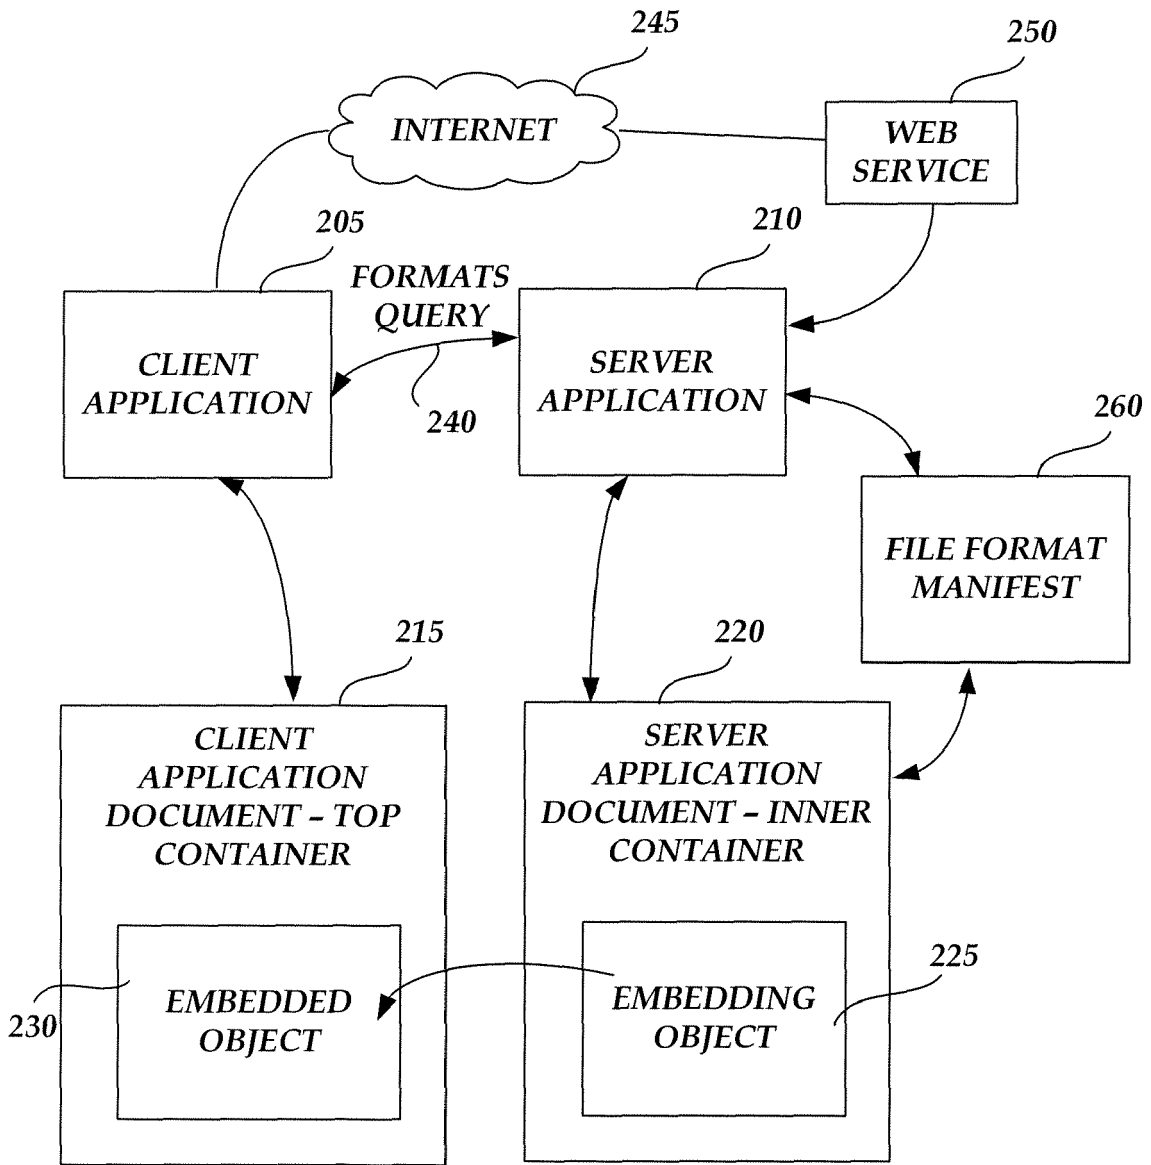 245
250
INTERNET
WEB
SERVICE
205
210
FORMATS
QUERY
CLIENT
APPLICATION
SERVER
APPLICATION
240
260
FILE FORMAT
MANIFEST
215
220
CLIENT
APPLICATION
DOCUMENT – TOP
CONTAINER
SERVER
APPLICATION
DOCUMENT – INNER
CONTAINER
225
230
EMBEDDED
OBJECT
EMBEDDING
OBJECT